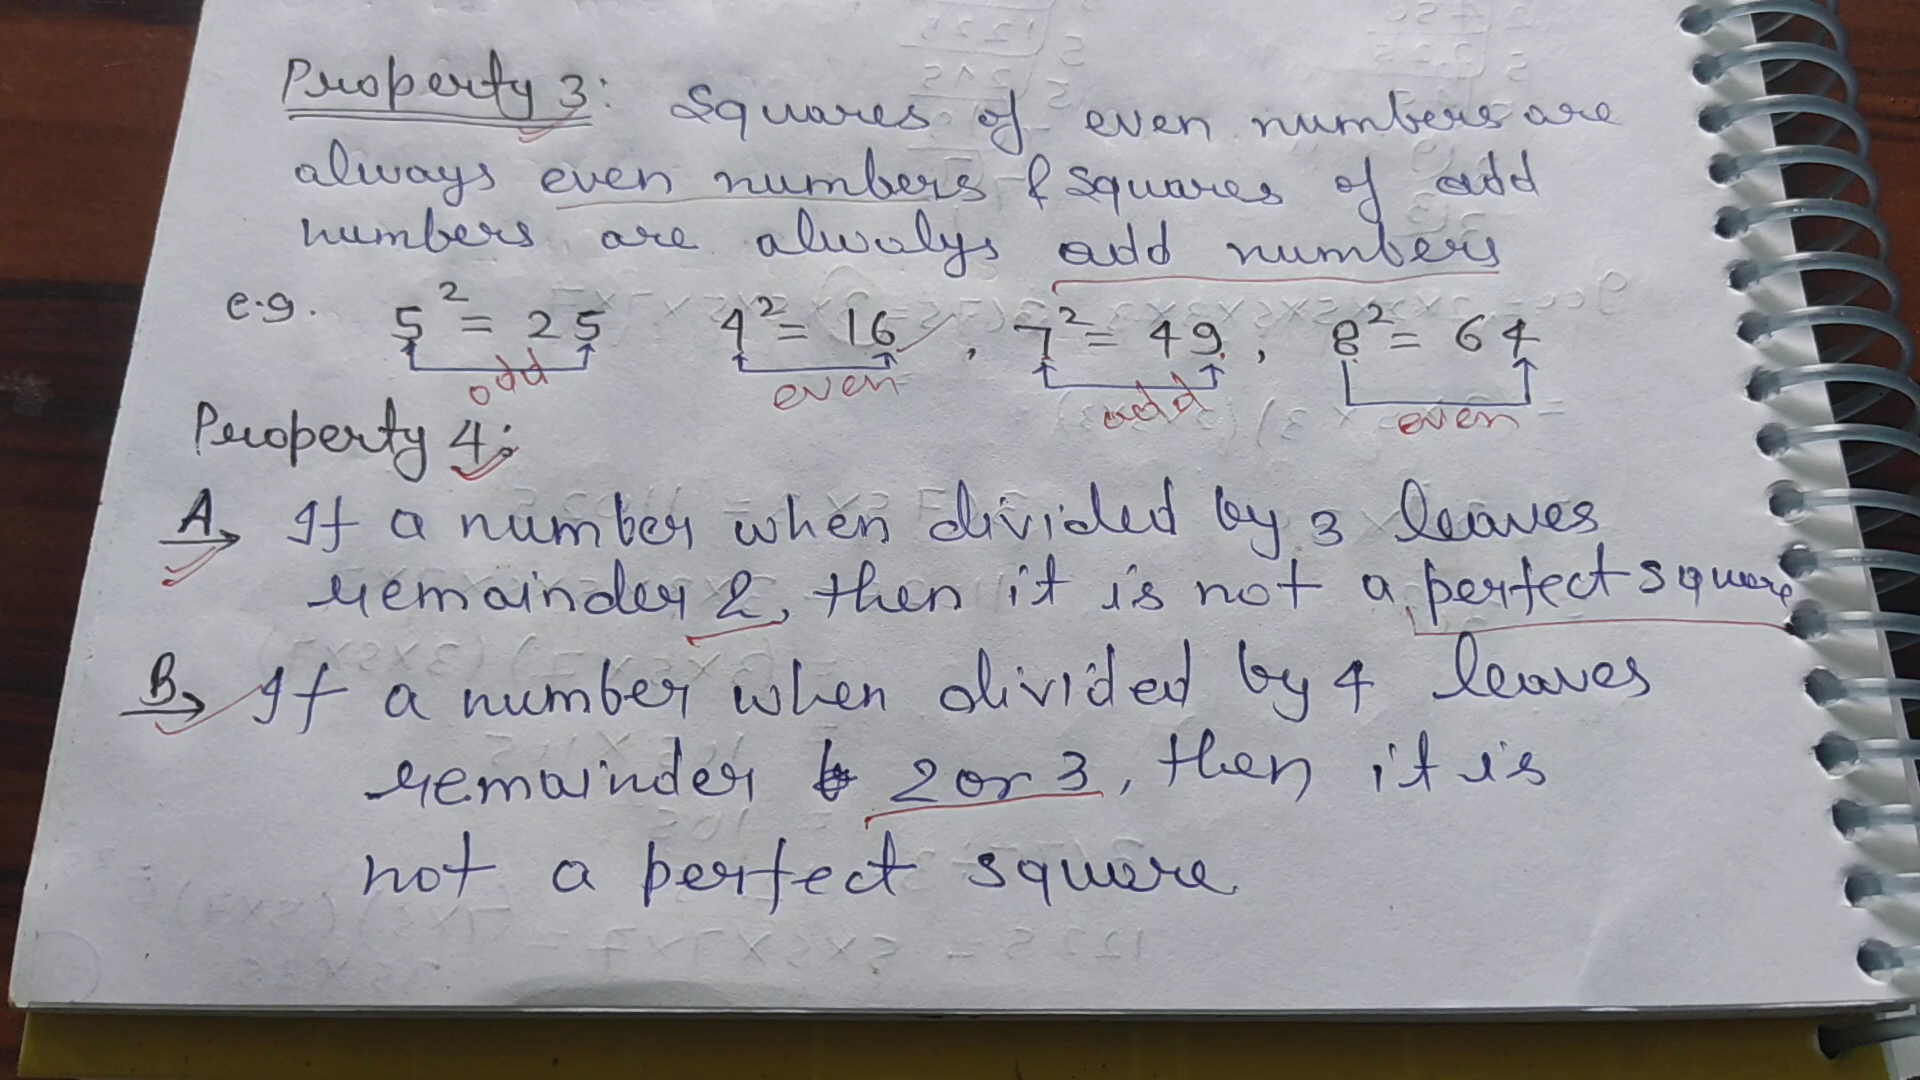 Property 3: Squares of even numbers are
always even numbers & squares of odd
numbers are alwalys odd numbers
e.g. 5² = 25 4² = 16 , 7² = 49 , 8² = 64
odd even odd even
Property 4:
A→ If a number when divided by 3 leaves
remainder 2, then it is not a perfect square
B→ If a number when divided by 4 leaves
remainder 2 or 3, then it is
not a perfect square